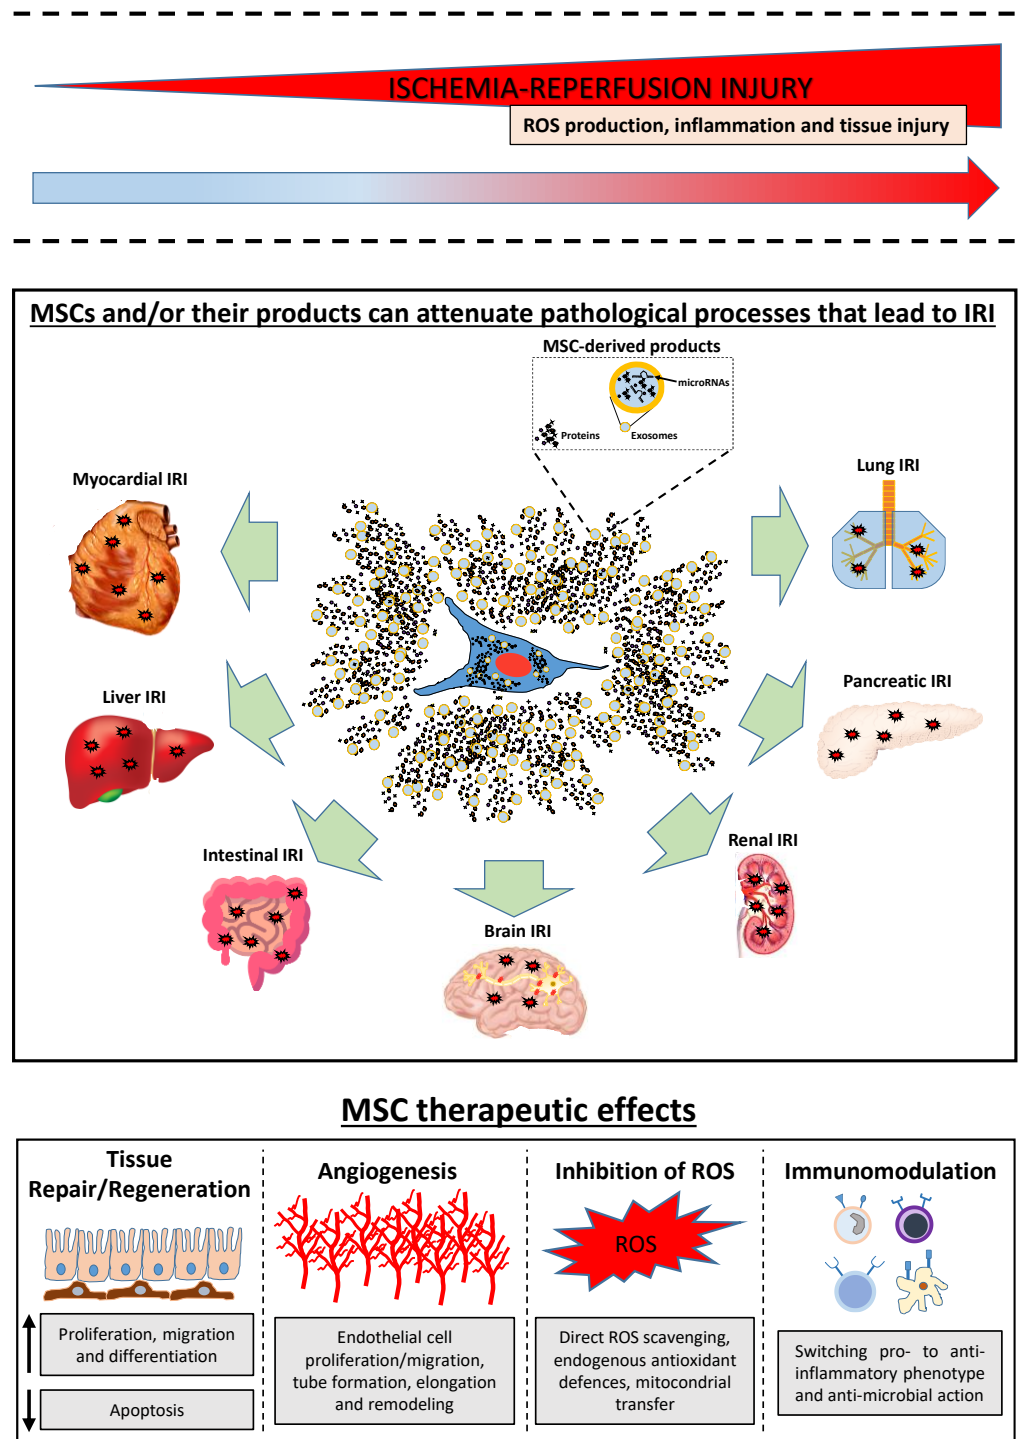 ISCHEMIA-REPERFUSION INJURY
ROS production, inflammation and tissue injury
MSCs and/or their products can attenuate pathological processes that lead to IRI
MSC-derived products
microRNAs
Proteins
Exosomes
Myocardial IRI
Lung IRI
Liver IRI
Pancreatic IRI
Intestinal IRI
Renal IRI
Brain IRI
MSC therapeutic effects
Tissue
Repair/Regeneration
Proliferation, migration
and differentiation
Apoptosis
Angiogenesis
Endothelial cell
proliferation/migration,
tube formation, elongation
and remodeling
Inhibition of ROS
ROS
Direct ROS scavenging,
endogenous antioxidant
defences, mitocondrial
transfer
Immunomodulation
Switching pro- to anti-
inflammatory phenotype
and anti-microbial action